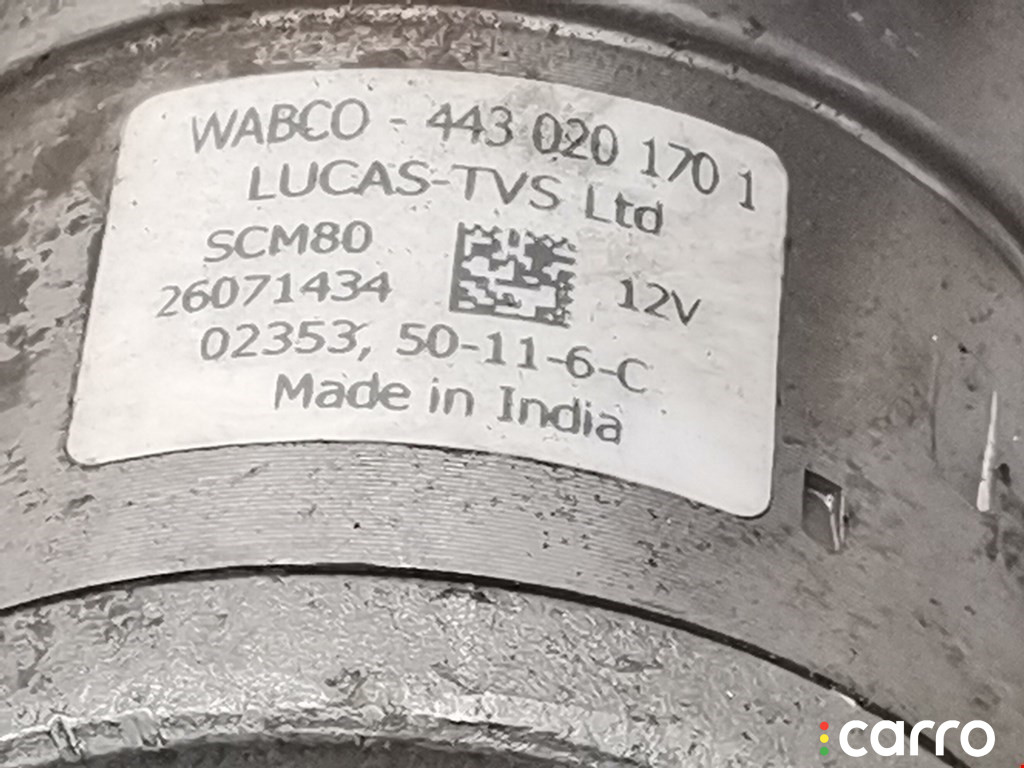 WABCO - 443 020 170 1
LUCAS-TVS Ltd
SCM80
26071434
12V
02353, 50-11-6-C
Made in India
carro